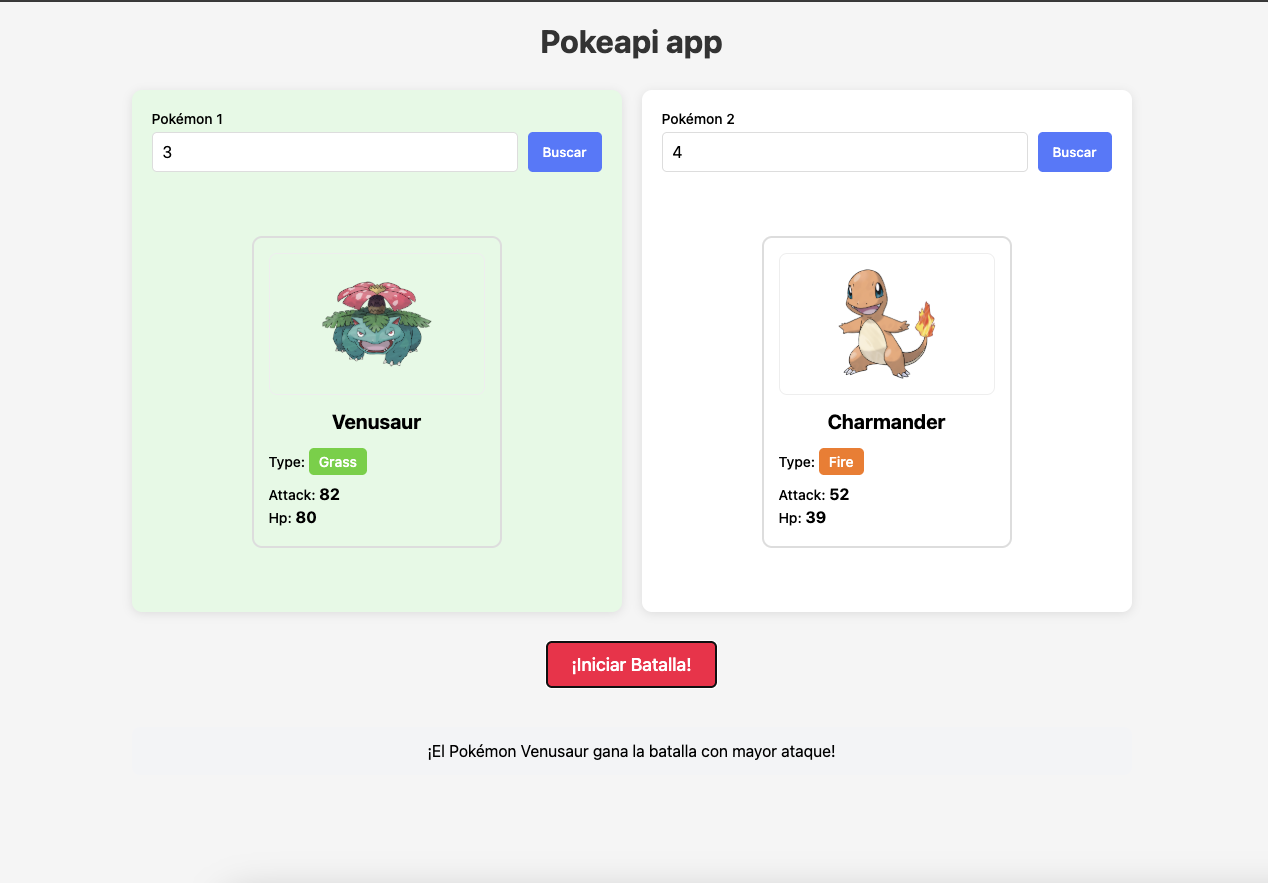 Pokeapi app
Pokémon 1
3
Buscar
Venusaur
Type: Grass
Attack: 82
Hp: 80
Pokémon 2
4
Buscar
Charmander
Type: Fire
Attack: 52
Hp: 39
¡Iniciar Batalla!
¡El Pokémon Venusaur gana la batalla con mayor ataque!